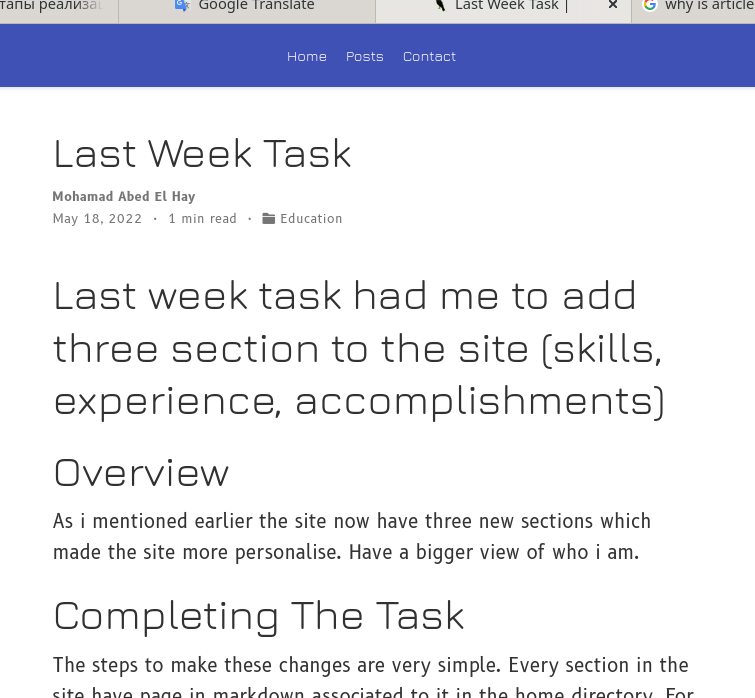 Google Translate
Last Week Task |
why is article
Home Posts Contact
Last Week Task
Mohamad Abed El Hay
May 18, 2022 · 1 min read · Education
Last week task had me to add
three section to the site (skills,
experience, accomplishments)
Overview
As i mentioned earlier the site now have three new sections which
made the site more personalise. Have a bigger view of who i am.
Completing The Task
The steps to make these changes are very simple. Every section in the
site have page in markdown associated to it in the home directory. For